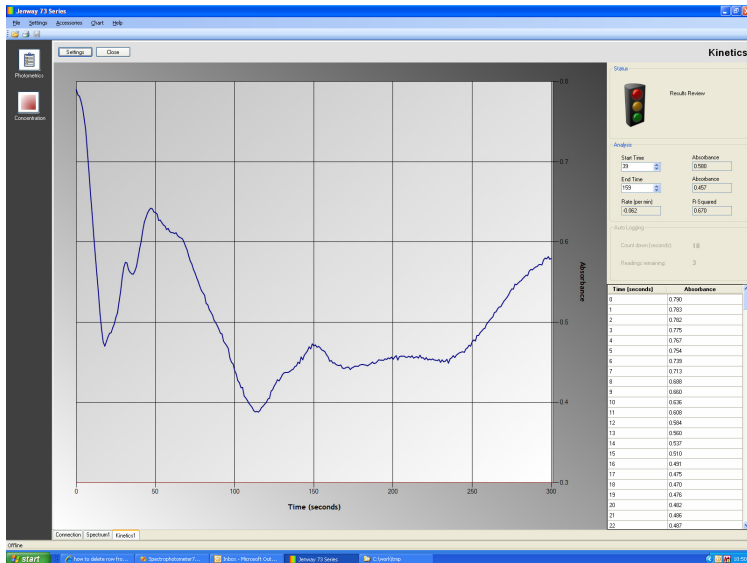 Jenway 73 Series
File Settings Accessories Chart Help
Settings Close
Kinetics
Photometrics
Concentration
0.8
0.7
0.6
0.5
0.4
0.3
Absorbance
0 50 100 150 200 250 300
Time (seconds)
Status
Results Review
Analysis
Start Time Absorbance
39 0.580
End Time Absorbance
159 0.457
Rate (per min) R-Squared
-0.062 0.670
Auto Logging
Count down (seconds): 10
Readings remaining: 3
Time (seconds) Absorbance
0 0.790
1 0.783
2 0.782
3 0.775
4 0.767
5 0.754
6 0.739
7 0.713
8 0.688
9 0.660
10 0.636
11 0.608
12 0.584
13 0.560
14 0.537
15 0.510
16 0.491
17 0.475
18 0.470
19 0.476
20 0.482
21 0.486
22 0.487
Connection Spectrum1 Kinetics1
Offline
start how to delete row fro... Spectrophotometer7... Inbox - Microsoft Out... Jenway 73 Series C:\work\tmp 10:50